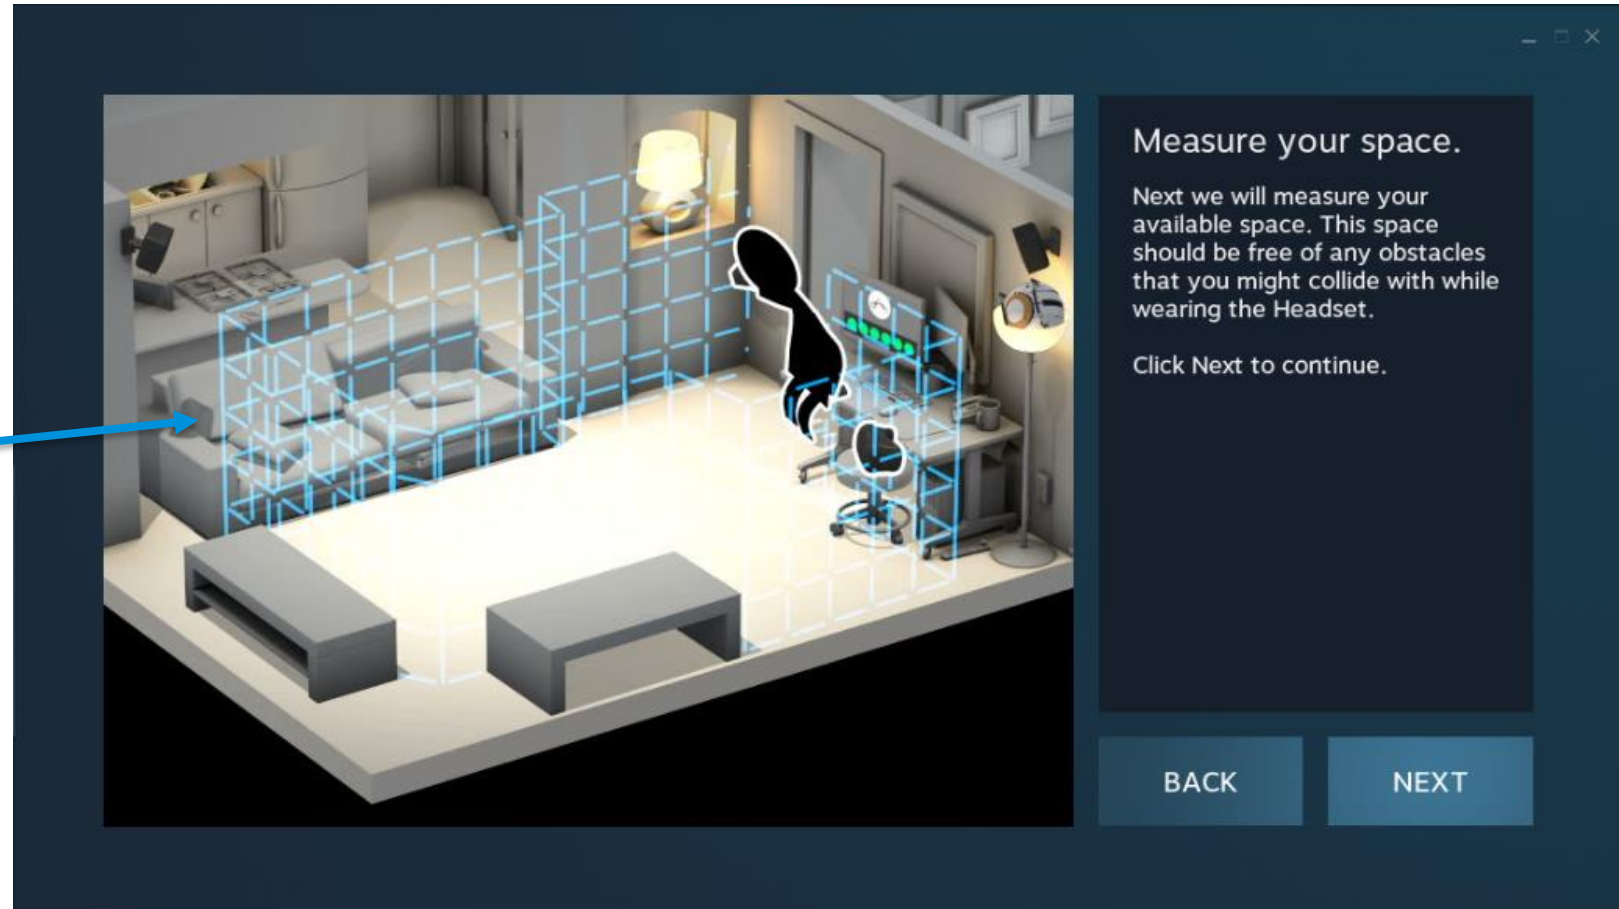 Measure your space.
Next we will measure your
available space. This space
should be free of any obstacles
that you might collide with while
wearing the Headset.
Click Next to continue.
BACK
NEXT